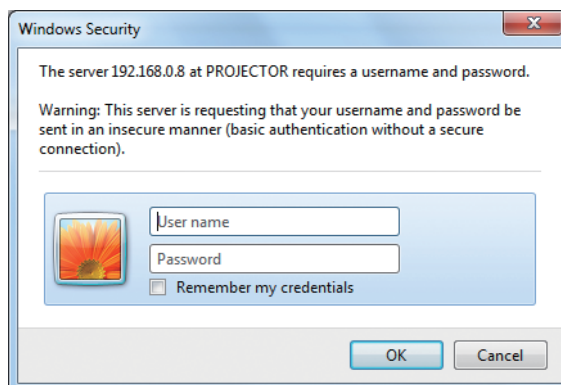 Windows Security
The server 192.168.0.8 at PROJECTOR requires a username and password.
Warning: This server is requesting that your username and password be
sent in an insecure manner (basic authentication without a secure
connection).
User name
Password
Remember my credentials
OK
Cancel